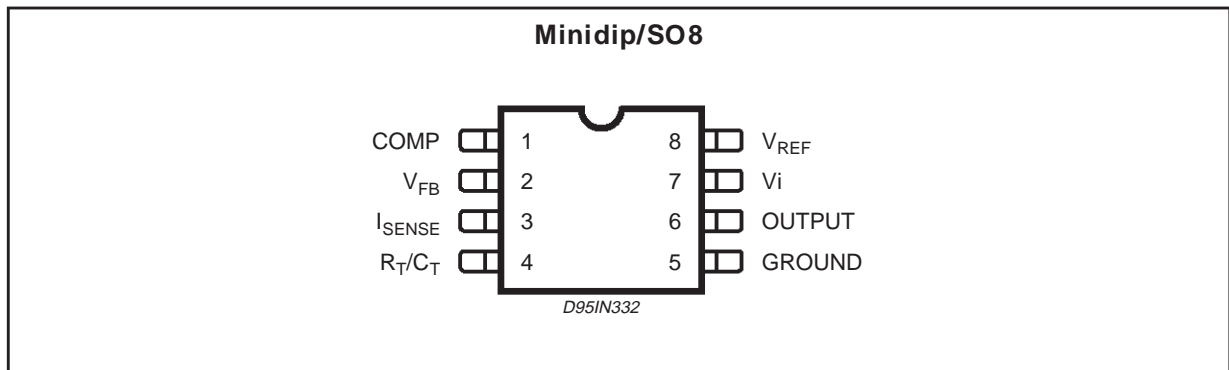 Minidip/SO8
COMP 1 8 VREF
VFB 2 7 Vi
ISENSE 3 6 OUTPUT
RT/CT 4 5 GROUND
D95IN332